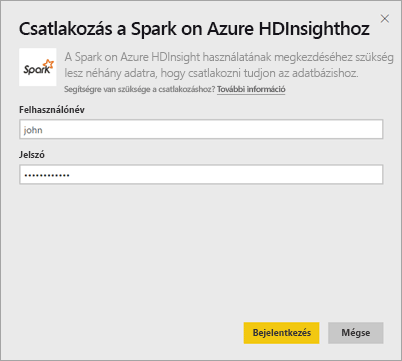 Csatlakozás a Spark on Azure HDInsighthoz
Spark
A Spark on Azure HDInsight használatának megkezdéséhez szükség
lesz néhány adatra, hogy csatlakozni tudjon az adatbázishoz.
Segítségre van szüksége a csatlakozáshoz? További információ
Felhasználónév
john
Jelszó
••••••••••••
Bejelentkezés
Mégse